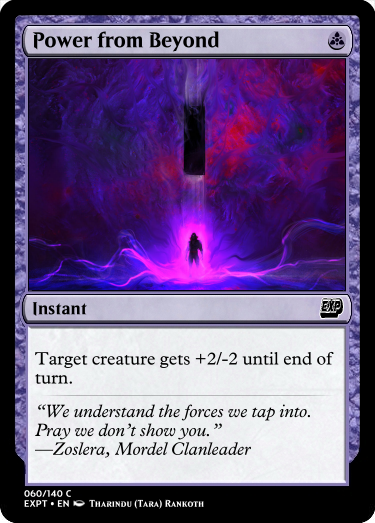 Power from Beyond
Instant
EXP
Target creature gets +2/-2 until end of
turn.
“We understand the forces we tap into.
Pray we don’t show you.”
—Zoslera, Mordel Clanleader
060/140 C
EXPT • EN Tharindu (Tara) Rankoth